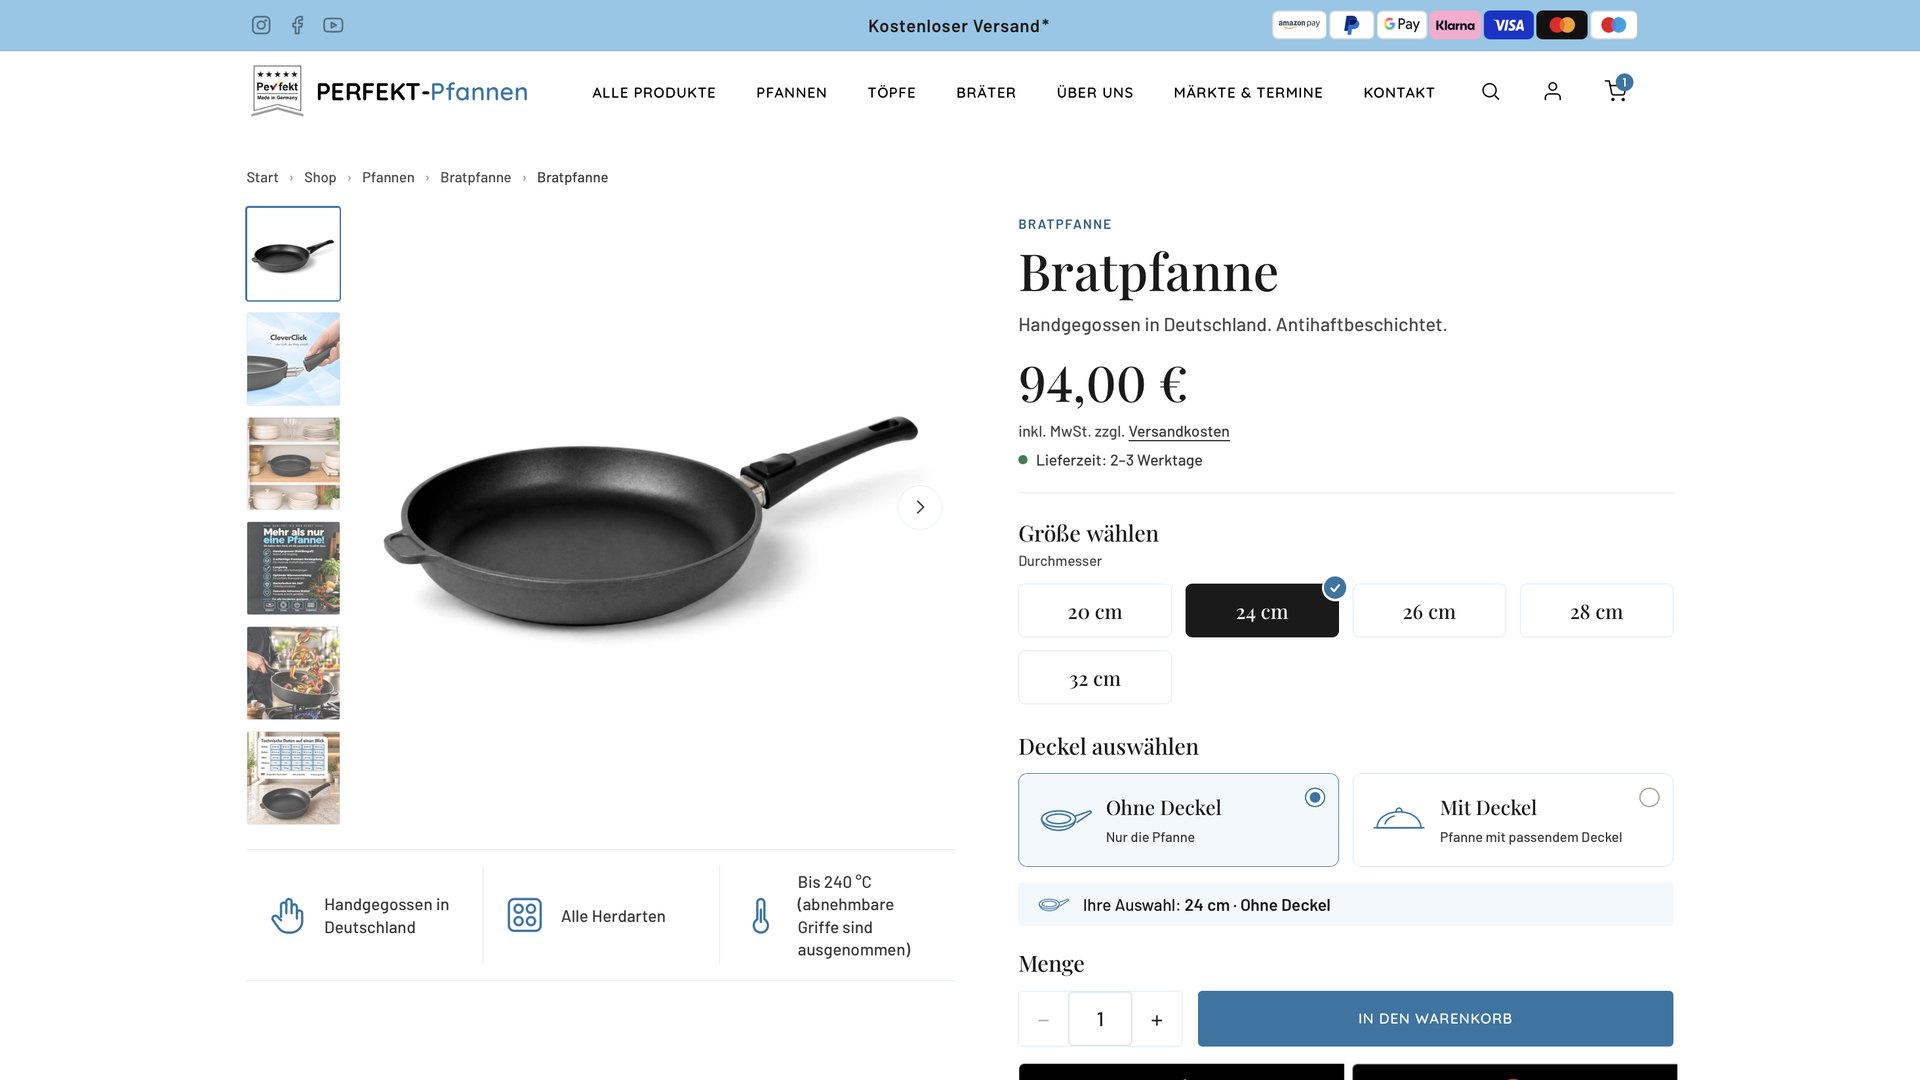 Kostenloser Versand*
amazon pay
G Pay
Klarna
VISA
Perfekt
Made in Germany
PERFEKT-Pfannen
ALLE PRODUKTE
PFANNEN
TÖPFE
BRÄTER
ÜBER UNS
MÄRKTE & TERMINE
KONTAKT
1
Start › Shop › Pfannen › Bratpfanne › Bratpfanne
CleverClick
Mehr als nur
eine Pfanne!
Technische Daten auf einen Blick
Handgegossen in
Deutschland
Alle Herdarten
Bis 240 °C
(abnehmbare
Griffe sind
ausgenommen)
BRATPFANNE
Bratpfanne
Handgegossen in Deutschland. Antihaftbeschichtet.
94,00 €
inkl. MwSt. zzgl. Versandkosten
Lieferzeit: 2-3 Werktage
Größe wählen
Durchmesser
20 cm
24 cm
26 cm
28 cm
32 cm
Deckel auswählen
Ohne Deckel
Nur die Pfanne
Mit Deckel
Pfanne mit passendem Deckel
Ihre Auswahl: 24 cm · Ohne Deckel
Menge
− 1 +
IN DEN WARENKORB